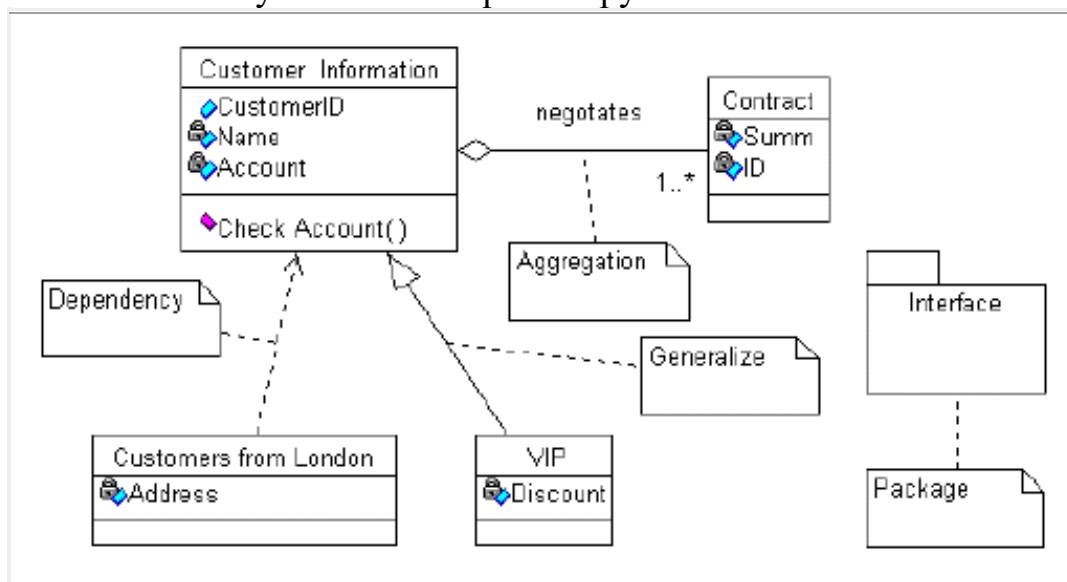 Customer Information
CustomerID
Name
Account
Check Account()
negotates
1..*
Contract
Summ
ID
Aggregation
Dependency
Generalize
Interface
Customers from London
Address
VIP
Discount
Package